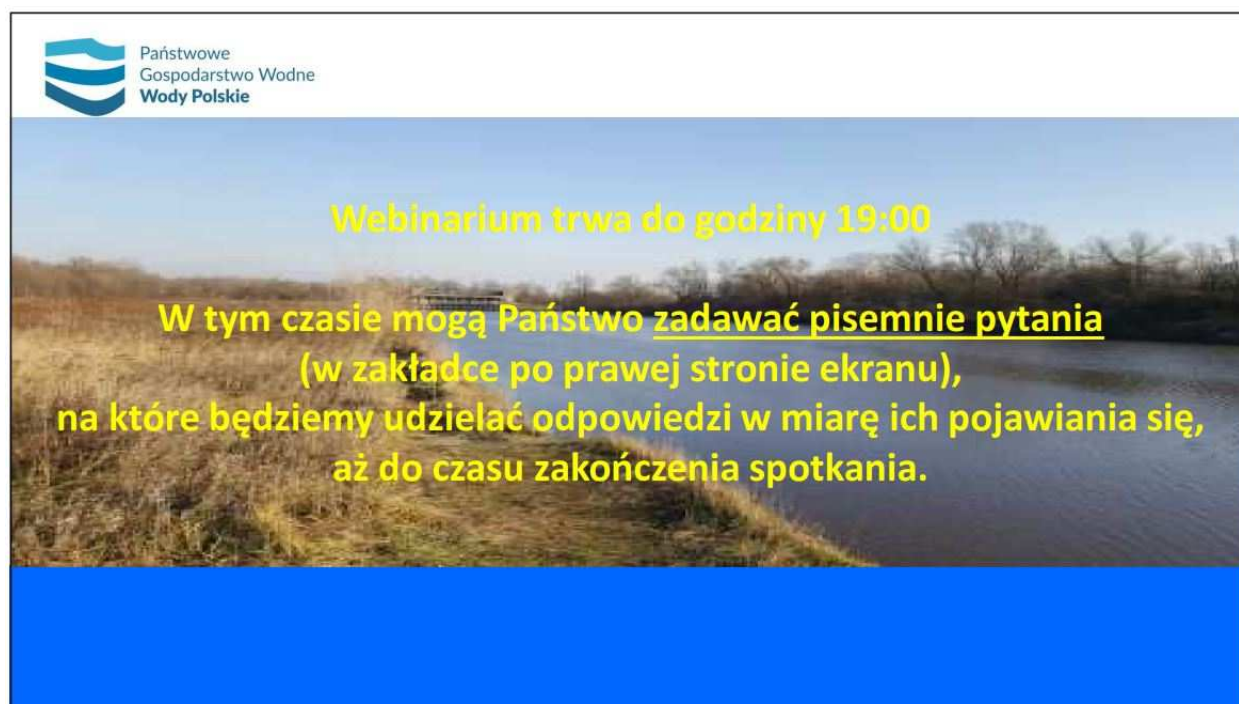 Państwowe
Gospodarstwo Wodne
Wody Polskie
Webinarium trwa do godziny 19:00
W tym czasie mogą Państwo zadawać pisemnie pytania
(w zakładce po prawej stronie ekranu),
na które będziemy udzielać odpowiedzi w miarę ich pojawiania się,
aż do czasu zakończenia spotkania.